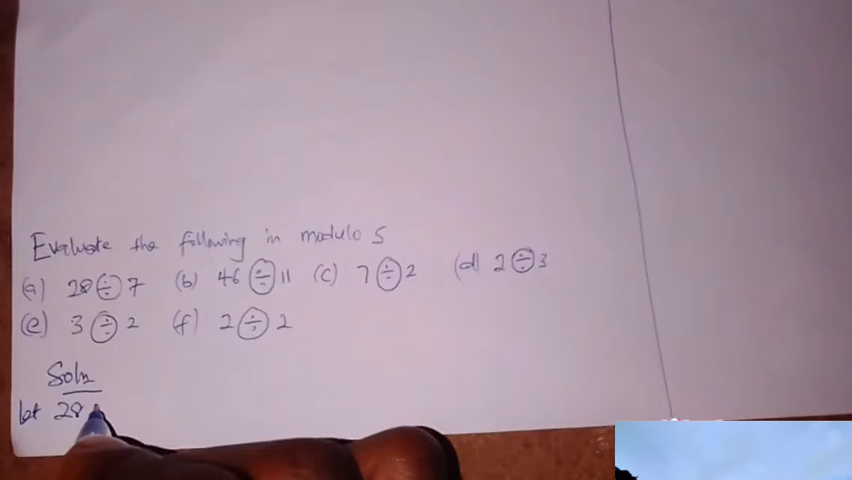 Evaluate the following in modulo 5
(a) 28 ⨸ 7 (b) 46 ⨸ 11 (c) 7 ⨸ 2 (d) 2 ⨸ 3
(e) 3 ⨸ 2 (f) 2 ⨸ 2
Soln
let 28